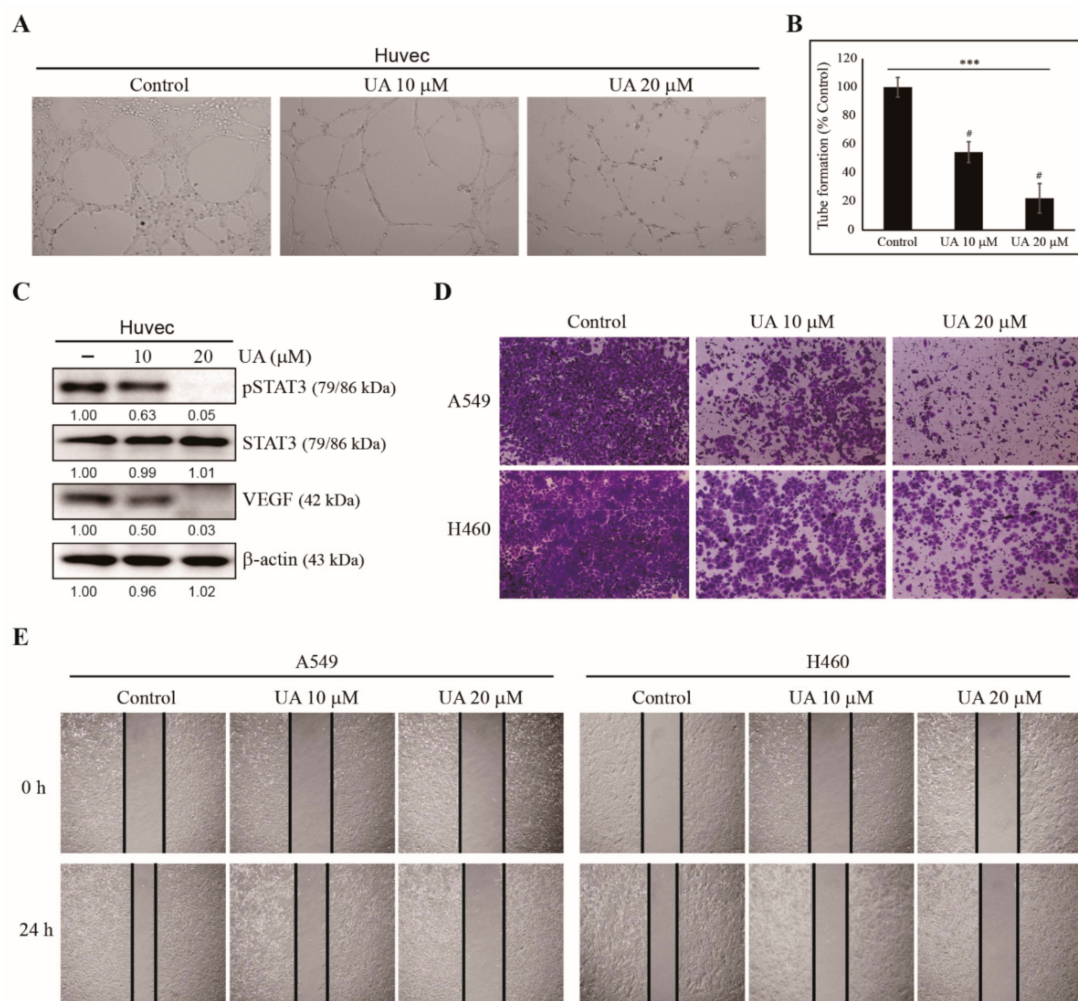 A
Huvec
Control UA 10 μM UA 20 μM
B
***
120
100
80
60
40
20
0
Tube formation (% Control)
#
#
Control UA 10 μM UA 20 μM
C
Huvec
– 10 20 UA (μM)
pSTAT3 (79/86 kDa)
1.00 0.63 0.05
STAT3 (79/86 kDa)
1.00 0.99 1.01
VEGF (42 kDa)
1.00 0.50 0.03
β-actin (43 kDa)
1.00 0.96 1.02
D
Control UA 10 μM UA 20 μM
A549
H460
E
A549 H460
Control UA 10 μM UA 20 μM Control UA 10 μM UA 20 μM
0 h
24 h